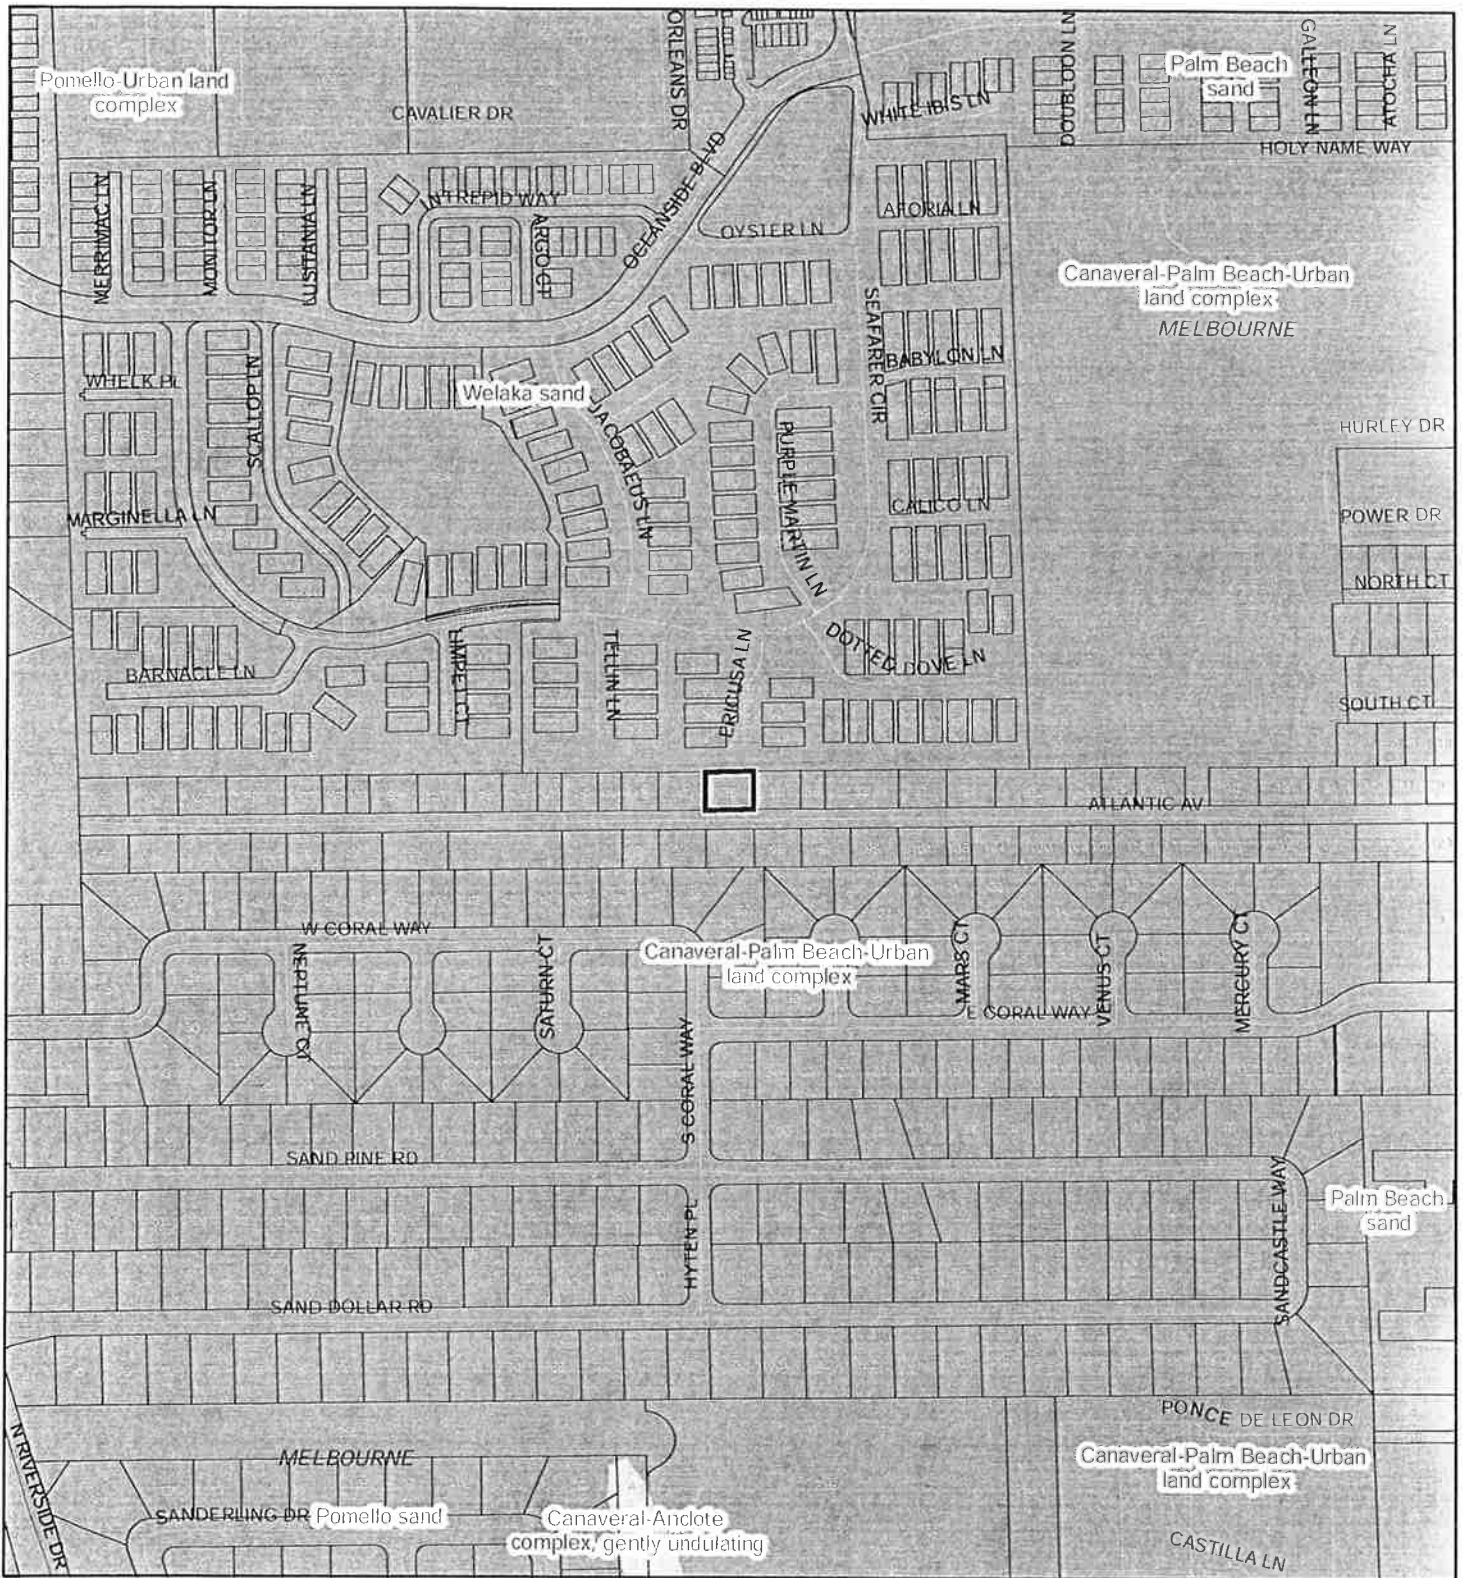 ORLEANS DR
DOUBLOON LN
GALLEON LN
ATOCHA LN
Pomello-Urban land
complex
CAVALIER DR
Palm Beach
sand
WHITE IBIS LN
HOLY NAME WAY
MERRIMAC LN
MONITOR LN
LUSITANIA LN
INTREPID WAY
ARGO CT
OCEANSIDE BLVD
OYSTER LN
AFORIA LN
SEAFARER CIR
Canaveral-Palm Beach-Urban
land complex
MELBOURNE
WHELK PL
SCALLOP LN
Welaka sand
JACOBAEUS LN
BABYLON LN
PURPLE MARTIN LN
HURLEY DR
MARGINELLA LN
CALICO LN
POWER DR
NORTH CT
BARNACLE LN
LIMPET CT
TELLIN LN
ERICUSA LN
DOTTED DOVE LN
SOUTH CT
ATLANTIC AV
W CORAL WAY
NEPTUNE CT
SATURN CT
Canaveral-Palm Beach-Urban
land complex
MARS CT
VENUS CT
MERCURY CT
E CORAL WAY
S CORAL WAY
SAND PINE RD
HYTEN PL
SANDCASTLE WAY
Palm Beach
sand
SAND DOLLAR RD
PONCE DE LEON DR
N RIVERSIDE DR
MELBOURNE
Canaveral-Palm Beach-Urban
land complex
SANDERLING DR
Pomello sand
Canaveral-Anclote
complex, gently undulating
CASTILLA LN